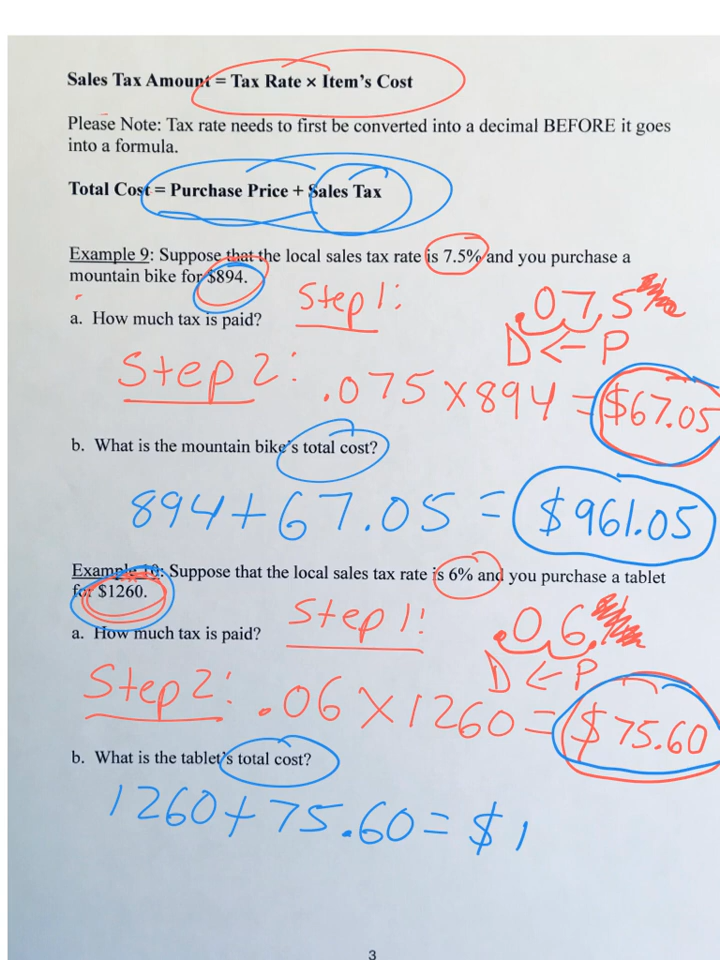 Sales Tax Amount = Tax Rate × Item's Cost
Please Note: Tax rate needs to first be converted into a decimal BEFORE it goes
into a formula.
Total Cost = Purchase Price + Sales Tax
Example 9: Suppose that the local sales tax rate is 7.5% and you purchase a
mountain bike for $894.
a. How much tax is paid?
Step 1:
.07.5
D <- P
Step 2: .075 x 894 = $67.05
b. What is the mountain bike's total cost?
894 + 67.05 = $961.05
Example 10: Suppose that the local sales tax rate is 6% and you purchase a tablet
for $1260.
a. How much tax is paid?
Step 1:
.06.
D <- P
Step 2: .06 x 1260 = $75.60
b. What is the tablet's total cost?
1260 + 75.60 = $1
3